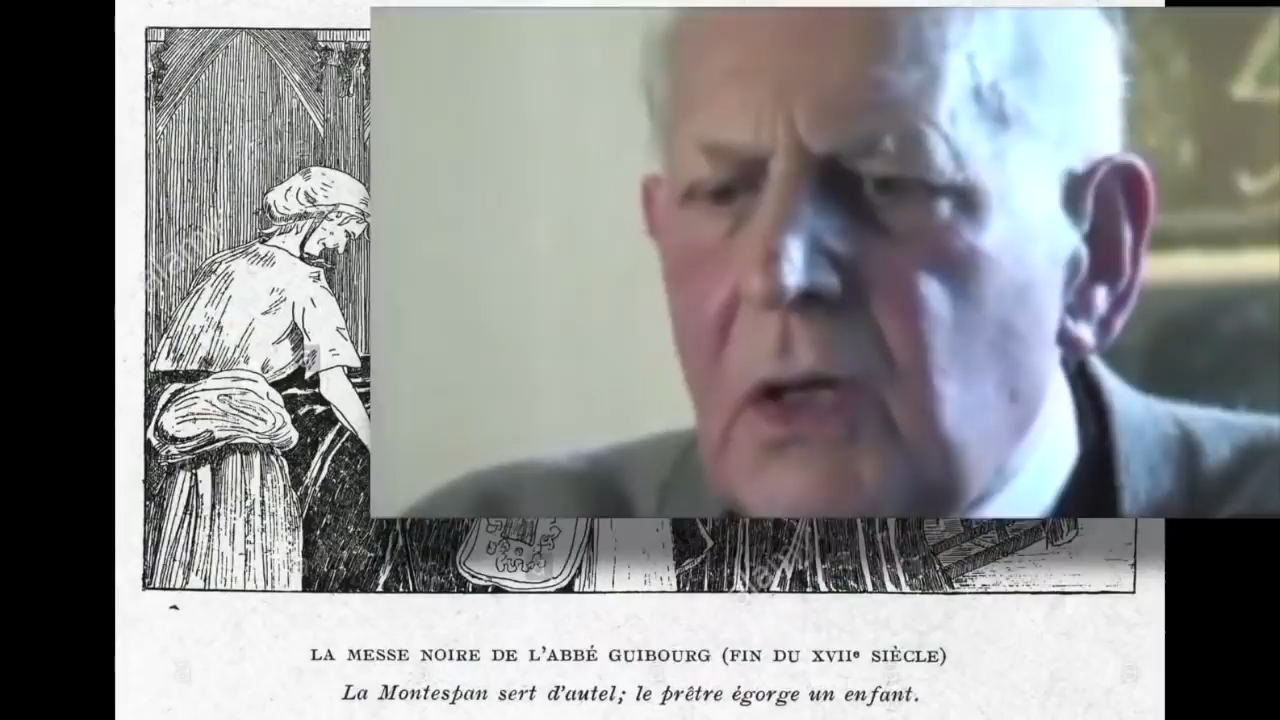 LA MESSE NOIRE DE L'ABBÉ GUIBOURG (FIN DU XVIIᵉ SIÈCLE)
La Montespan sert d'autel; le prêtre égorge un enfant.